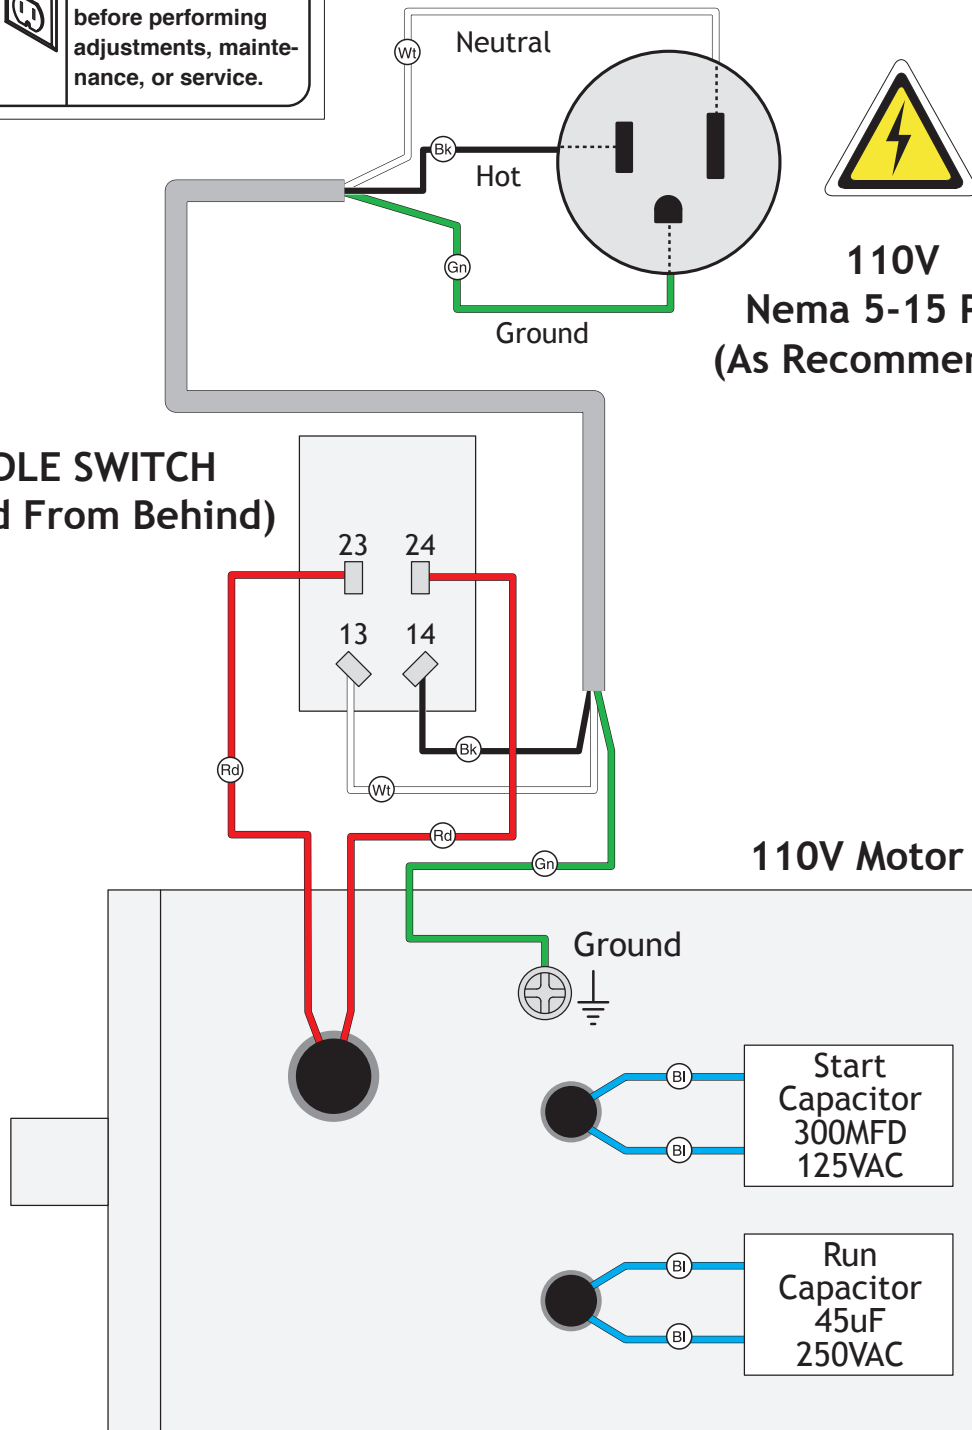 before performing
adjustments, mainte-
nance, or service.
Wt
Neutral
Bk
Hot
Gn
Ground
110V
Nema 5-15
(As
SWITCH
From Behind)
23 24
13 14
Bk
Rd
Wt
Rd
Gn
110V Motor
Ground
Bl
Bl
Start
Capacitor
300MFD
125VAC
Bl
Bl
Run
Capacitor
45uF
250VAC